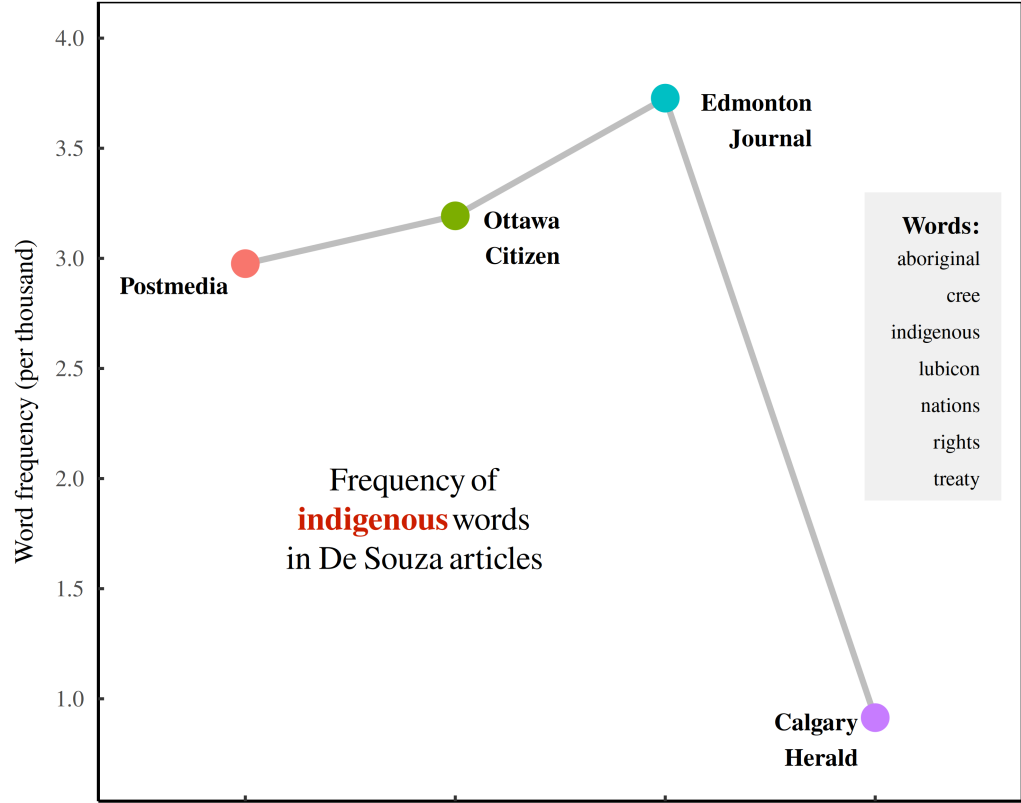 4.0
3.5
3.0
2.5
2.0
1.5
1.0
Word frequency (per thousand)
Postmedia
Ottawa
Citizen
Edmonton
Journal
Calgary
Herald
Frequency of
indigenous words
in De Souza articles
Words:
aboriginal
cree
indigenous
lubicon
nations
rights
treaty